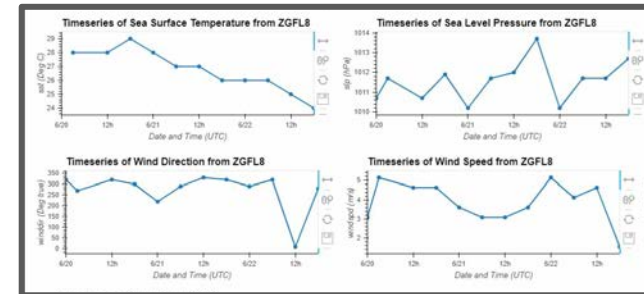 Timeseries of Sea Surface Temperature from ZGFL8
sst (Deg C)
29
28
27
26
25
24
6/20
12h
6/21
12h
6/22
12h
Date and Time (UTC)
Timeseries of Sea Level Pressure from ZGFL8
slp (hPa)
1014
1013
1012
1011
1010
6/20
12h
6/21
12h
6/22
12h
Date and Time (UTC)
Timeseries of Wind Direction from ZGFL8
winddir (Deg true)
350
300
250
200
150
100
50
0
6/20
12h
6/21
12h
6/22
12h
Date and Time (UTC)
Timeseries of Wind Speed from ZGFL8
windspd (m/s)
5
4
3
2
6/20
12h
6/21
12h
6/22
12h
Date and Time (UTC)